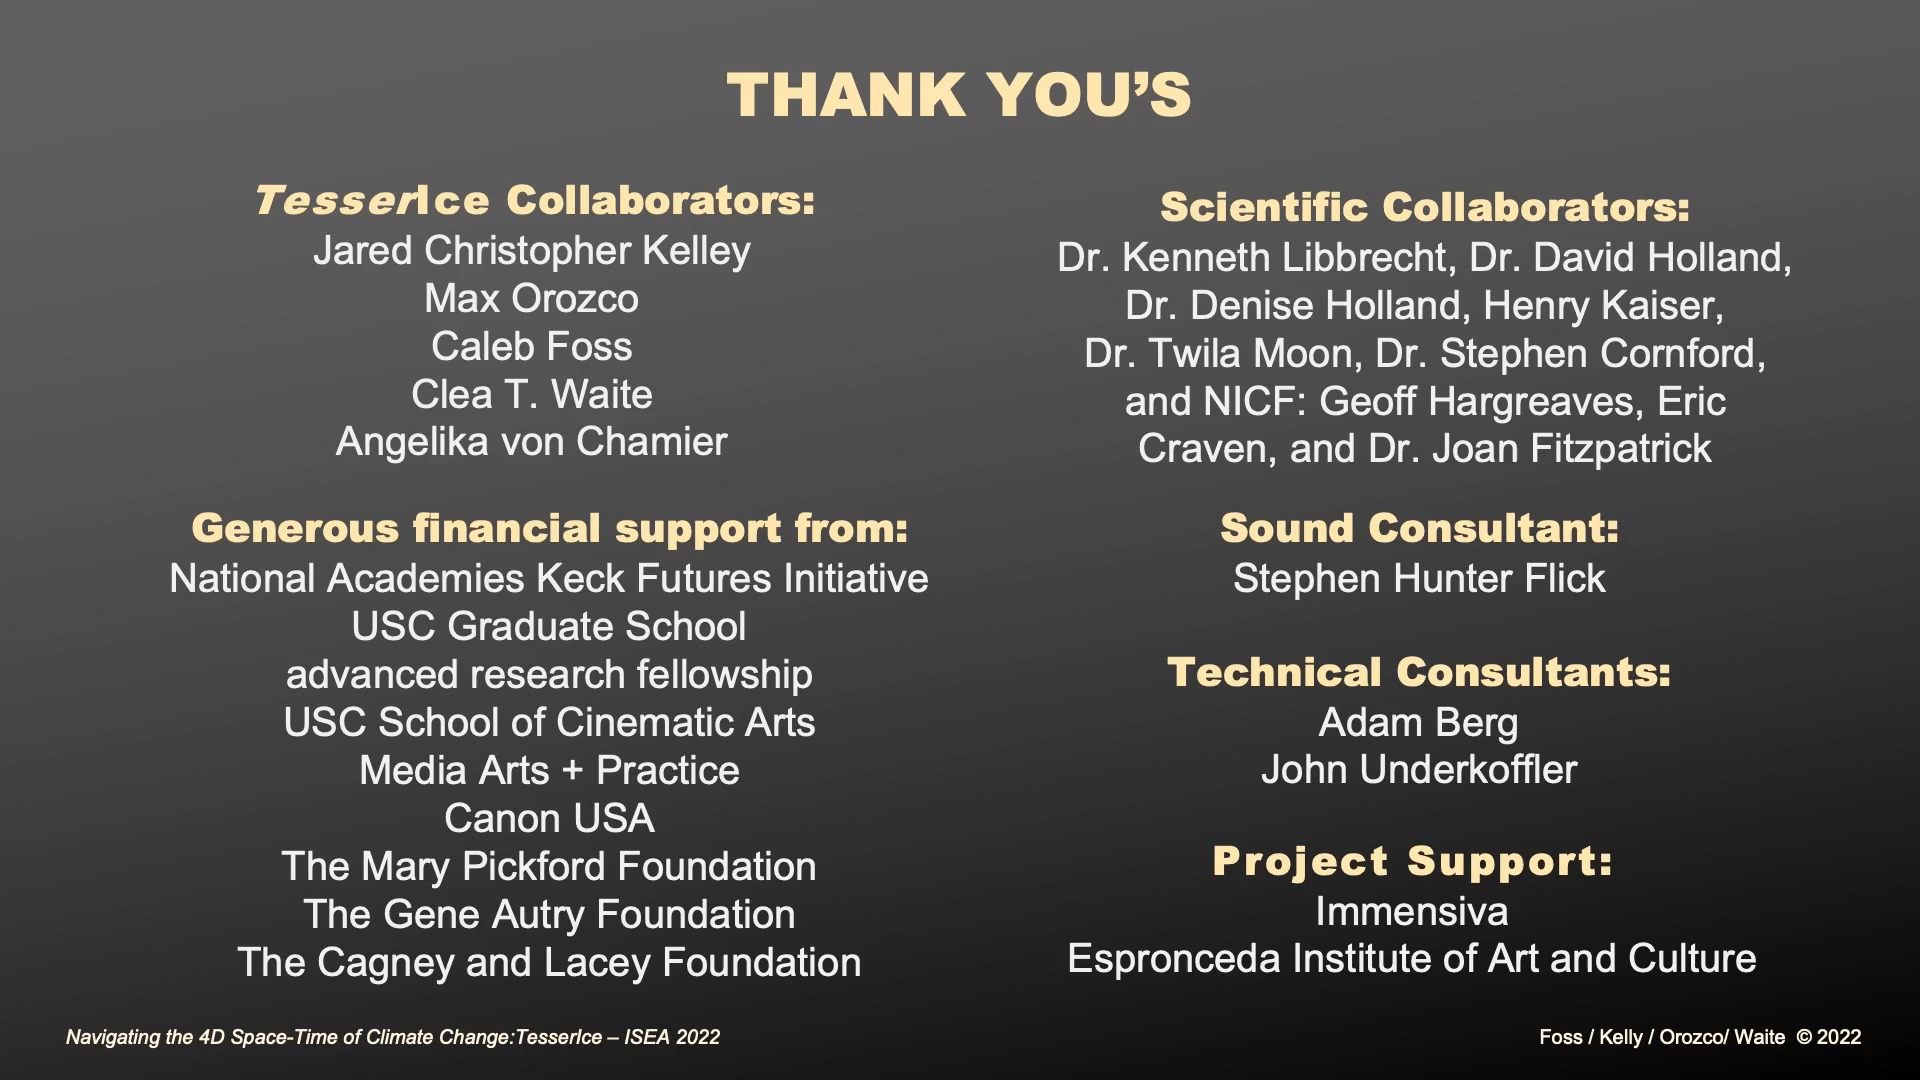 THANK YOU’S
TesserIce Collaborators:
Jared Christopher Kelley
Max Orozco
Caleb Foss
Clea T. Waite
Angelika von Chamier
Generous financial support from:
National Academies Keck Futures Initiative
USC Graduate School
advanced research fellowship
USC School of Cinematic Arts
Media Arts + Practice
Canon USA
The Mary Pickford Foundation
The Gene Autry Foundation
The Cagney and Lacey Foundation
Scientific Collaborators:
Dr. Kenneth Libbrecht, Dr. David Holland,
Dr. Denise Holland, Henry Kaiser,
Dr. Twila Moon, Dr. Stephen Cornford,
and NICF: Geoff Hargreaves, Eric
Craven, and Dr. Joan Fitzpatrick
Sound Consultant:
Stephen Hunter Flick
Technical Consultants:
Adam Berg
John Underkoffler
Project Support:
Immensiva
Espronceda Institute of Art and Culture
Navigating the 4D Space-Time of Climate Change:TesserIce – ISEA 2022
Foss / Kelly / Orozco/ Waite © 2022